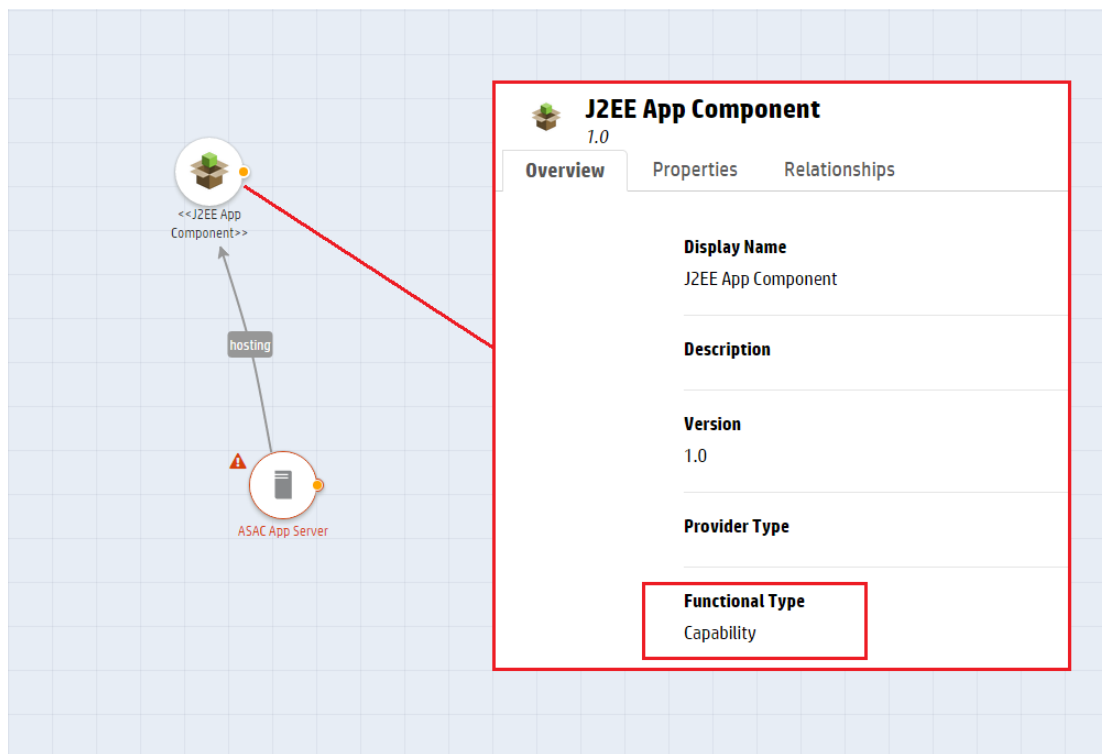 <<J2EE App
Component>>
hosting
ASAC App Server
J2EE App Component
1.0
Overview Properties Relationships
Display Name
J2EE App Component
Description
Version
1.0
Provider Type
Functional Type
Capability